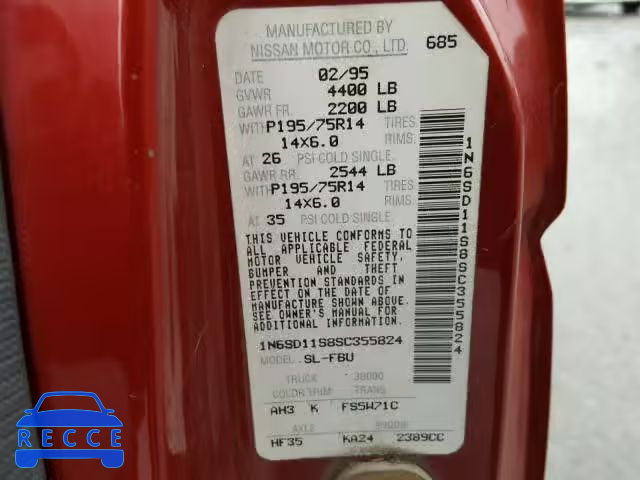 MANUFACTURED BY
NISSAN MOTOR CO., LTD. 685
DATE 02/95
GVWR 4400 LB
GAWR FR. 2200 LB
W/ P195/75R14 TIRES
14X6.0 RIMS.
AT 26 PSI COLD SINGLE.
GAWR RR. 2544 LB
W/ P195/75R14 TIRES
14X6.0 RIMS.
AT 35 PSI COLD SINGLE.
THIS VEHICLE CONFORMS TO
ALL APPLICABLE FEDERAL
MOTOR VEHICLE SAFETY,
BUMPER AND THEFT
PREVENTION STANDARDS IN
EFFECT ON THE DATE OF
MANUFACTURE SHOWN ABOVE.
SEE OWNER'S MANUAL FOR
ADDITIONAL INFORMATION.
1N6SD11S8SC355824
MODEL SL-FBU
TRUCK
COLOR TRIM TRANS
AH3 K FS5W71C
AXLE ENGINE
HF35 KA24 2389CC
1N6SD11S8SC355824
RECCE